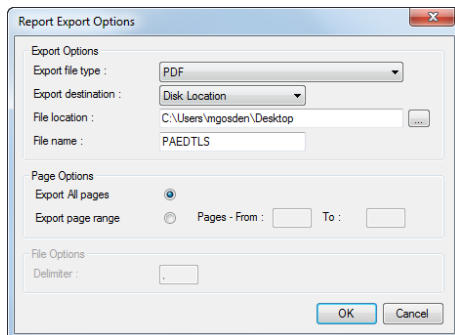 Report Export Options
Export Options
Export file type : PDF
Export destination : Disk Location
File location : C:\Users\mgosden\Desktop ...
File name : PAEDTLS
Page Options
Export All pages
Export page range Pages - From : To :
File Options
Delimiter : ,
OK Cancel